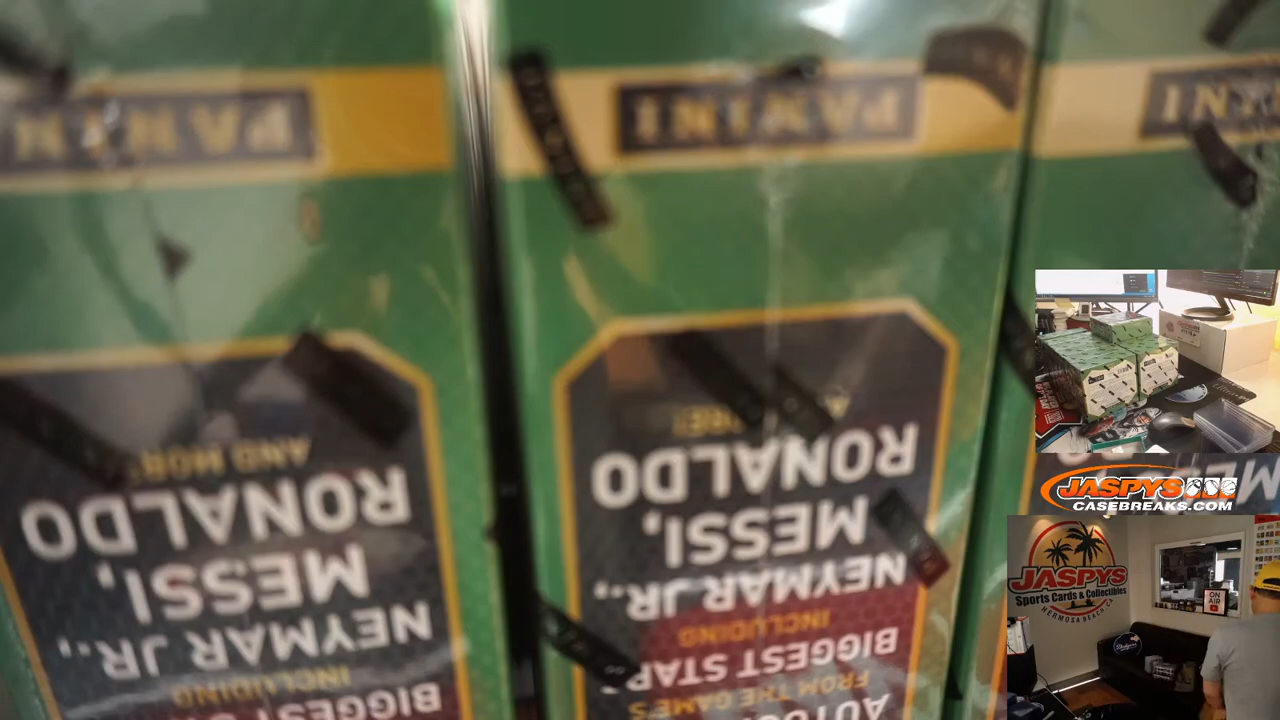 PANINI
PANINI
AND MORE!
RONALDO
MESSI,
NEYMAR JR.,
INCLUDING
BIGGEST
RONALDO
MESSI,
NEYMAR JR.,
INCLUDING
BIGGEST STARS
FROM THE GAME'S
JASPYS
CASEBREAKS.COM
JASPYS
Sports Cards & Collectibles
HERMOSA BEACH, CA
ON
AIR
Dodgers